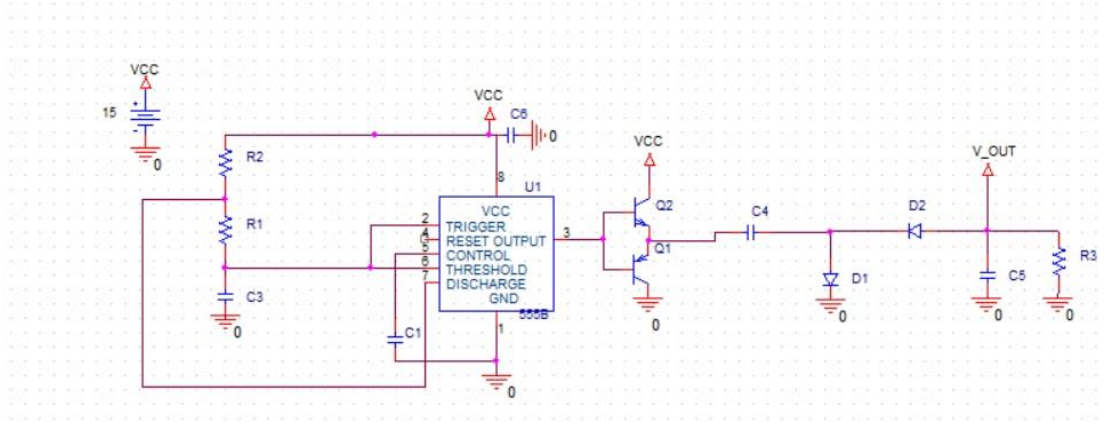 VCC
15
0
R2
R1
C3
0
VCC
C6
0
8
U1
VCC
2
TRIGGER
4
RESET OUTPUT
3
5
CONTROL
6
THRESHOLD
7
DISCHARGE
GND
555B
1
C1
0
VCC
Q2
Q1
0
C4
D1
0
D2
V_OUT
C5
0
R3
0